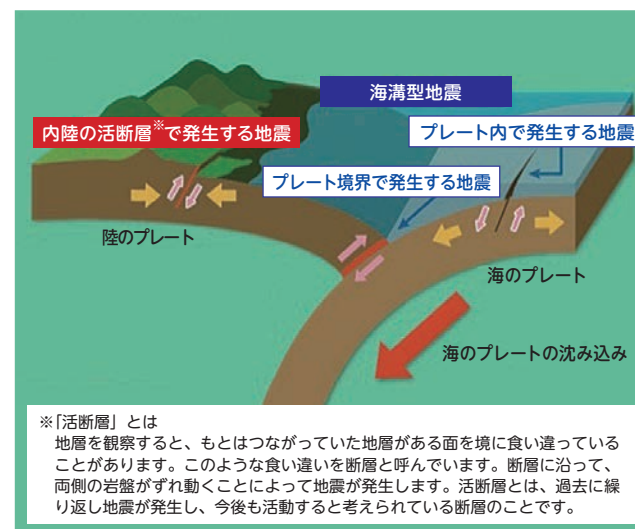 海溝型地震
内陸の活断層※で発生する地震
プレート内で発生する地震
プレート境界で発生する地震
陸のプレート
海のプレート
海のプレートの沈み込み
※「活断層」とは
地層を観察すると、もとはつながっていた地層がある面を境に食い違っている
ことがあります。このような食い違いを断層と呼んでいます。断層に沿って、
両側の岩盤がずれ動くことによって地震が発生します。活断層とは、過去に繰
り返し地震が発生し、今後も活動すると考えられている断層のことです。